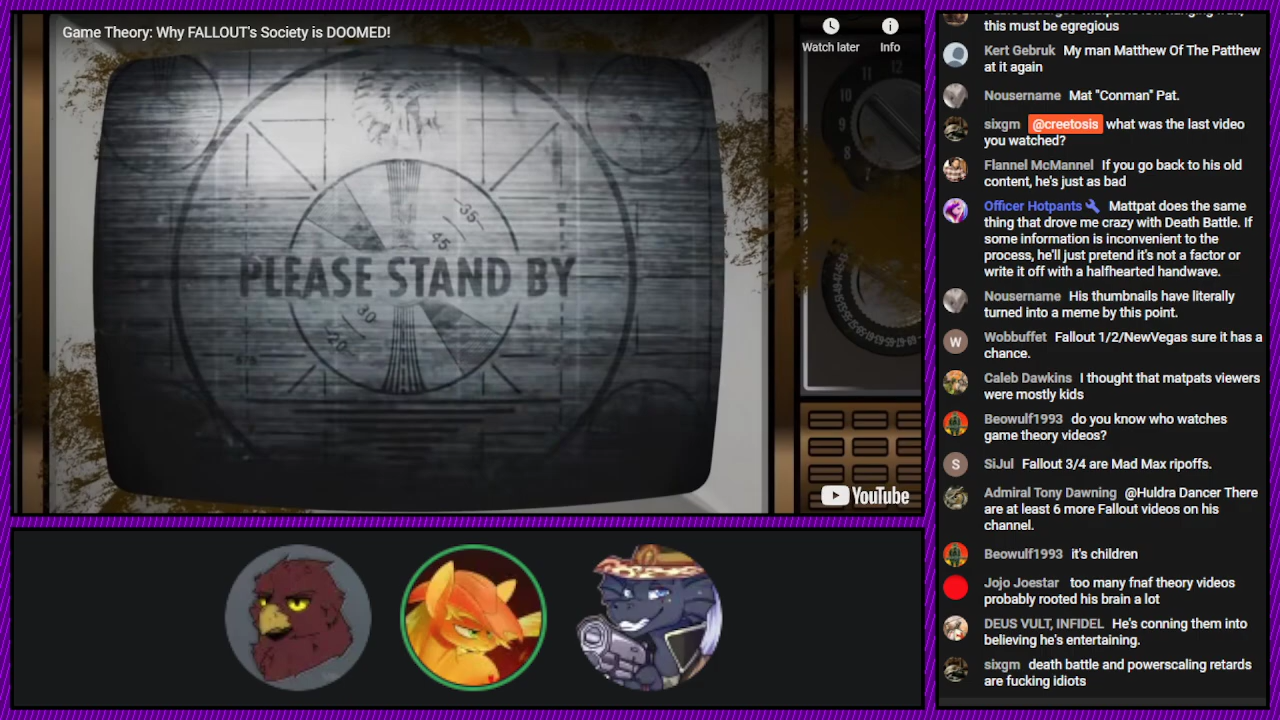 Game Theory: Why FALLOUT's Society is DOOMED!
Watch later
Info
11
12
10
9
8
35
45
PLEASE STAND BY
30
20
YouTube
this must be egregious
Kert Gebruk My man Matthew Of The Patthew
at it again
Nousername Mat "Conman" Pat.
sixgm @creetosis what was the last video
you watched?
Flannel McMannel If you go back to his old
content, he's just as bad
Officer Hotpants Mattpat does the same
thing that drove me crazy with Death Battle. If
some information is inconvenient to the
process, he'll just pretend it's not a factor or
write it off with a halfhearted handwave.
Nousername His thumbnails have literally
turned into a meme by this point.
W
Wobbuffet Fallout 1/2/NewVegas sure it has a
chance.
Caleb Dawkins I thought that matpats viewers
were mostly kids
Beowulf1993 do you know who watches
game theory videos?
S
SiJul Fallout 3/4 are Mad Max ripoffs.
Admiral Tony Dawning @Huldra Dancer There
are at least 6 more Fallout videos on his
channel.
Beowulf1993 it's children
Jojo Joestar too many fnaf theory videos
probably rooted his brain a lot
DEUS VULT, INFIDEL He's conning them into
believing he's entertaining.
sixgm death battle and powerscaling retards
are fucking idiots